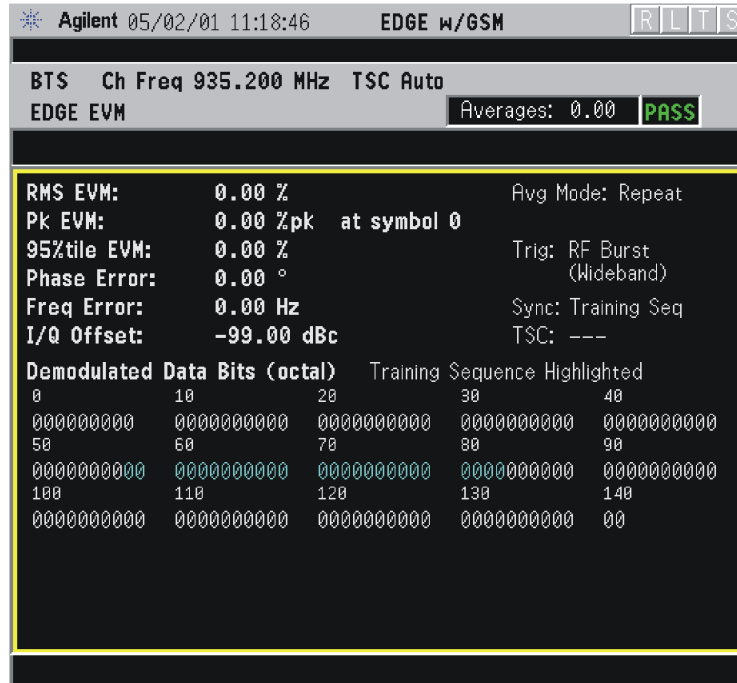 Agilent 05/02/01 11:18:46 EDGE w/GSM R L T S
BTS Ch Freq 935.200 MHz TSC Auto
EDGE EVM Averages: 0.00 PASS
RMS EVM: 0.00 % Avg Mode: Repeat
Pk EVM: 0.00 %pk at symbol 0
95%tile EVM: 0.00 % Trig: RF Burst
Phase Error: 0.00 ° (Wideband)
Freq Error: 0.00 Hz Sync: Training Seq
I/Q Offset: -99.00 dBc TSC: ---
Demodulated Data Bits (octal) Training Sequence Highlighted
0 10 20 30 40
000000000 0000000000 0000000000 0000000000 0000000000
50 60 70 80 90
0000000000 0000000000 0000000000 0000000000 0000000000
100 110 120 130 140
0000000000 0000000000 0000000000 0000000000 00